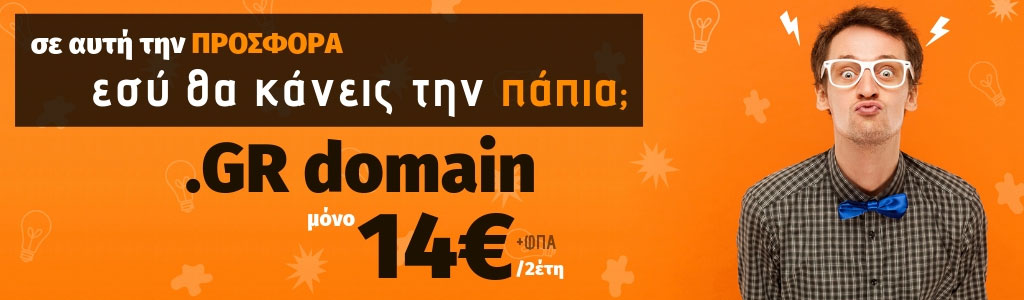 σε αυτή την ΠΡΟΣΦΟΡΑ
εσύ θα κάνεις την πάπια;
.GR domain
μόνο 14€ +ΦΠΑ
/2έτη